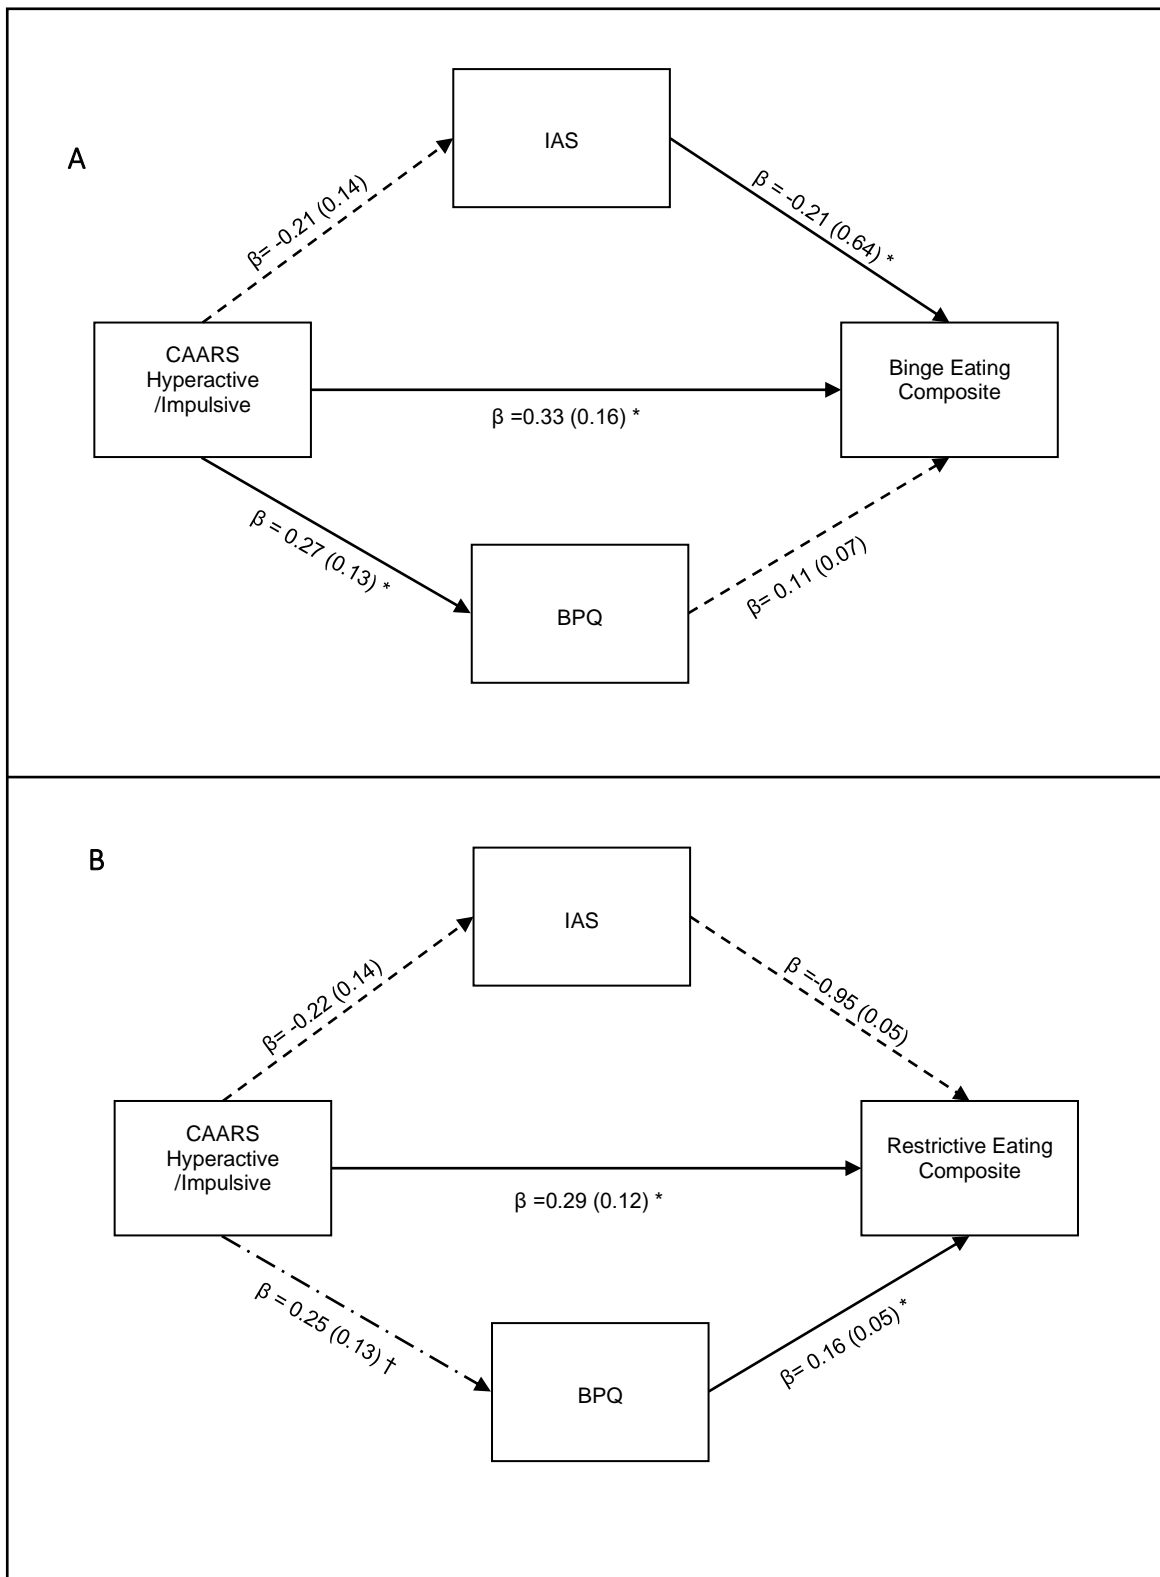 A
IAS
β= -0.21 (0.14)
β = -0.21 (0.64) *
CAARS
Hyperactive
/Impulsive
Binge Eating
Composite
β =0.33 (0.16) *
β = 0.27 (0.13) *
β= 0.11 (0.07)
BPQ
B
IAS
β= -0.22 (0.14)
β =-0.95 (0.05)
CAARS
Hyperactive
/Impulsive
Restrictive Eating
Composite
β =0.29 (0.12) *
β = 0.25 (0.13) †
β= 0.16 (0.05) *
BPQ